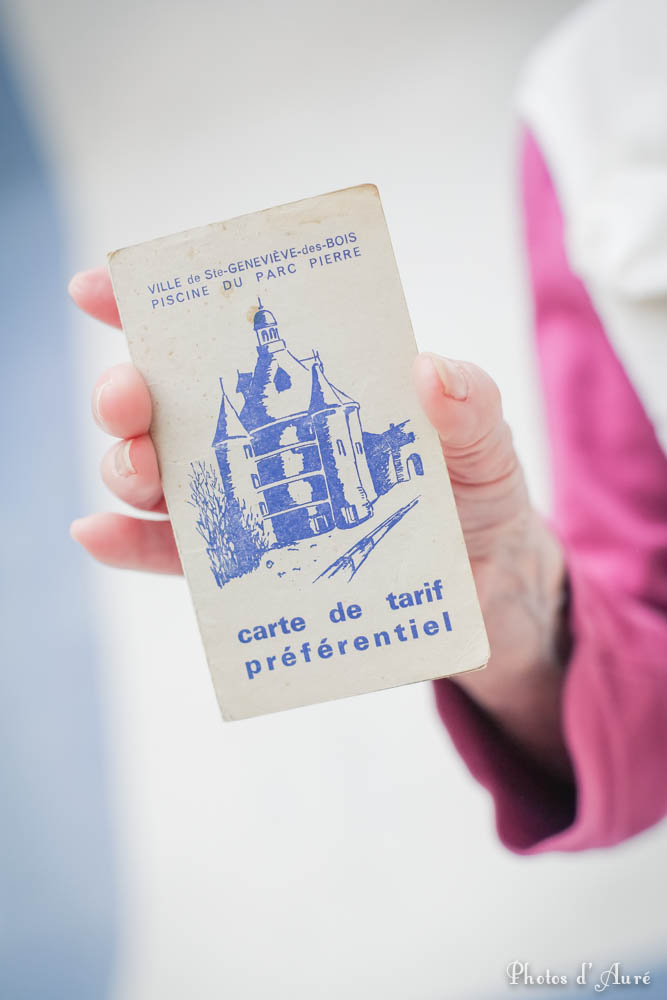 VILLE de Ste-GENEVIÈVE-des-BOIS
PISCINE DU PARC PIERRE
carte de tarif
préférentiel
Photos d'Auré